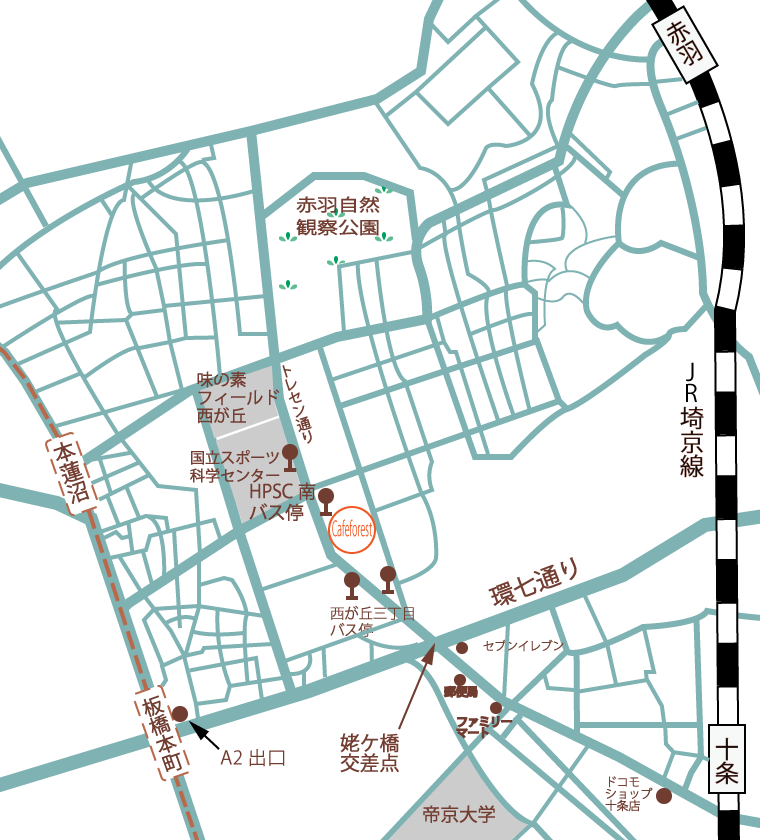 赤羽
赤羽自然
観察公園
トレセン通り
味の素
フィールド
西が丘
JR埼京線
本蓮沼
国立スポーツ
科学センター
HPSC 南
バス停
Cafeforest
環七通り
西が丘三丁目
バス停
セブンイレブン
郵便局
板橋本町
ファミリー
マート
姥ケ橋
交差点
A2 出口
十条
ドコモ
ショップ
十条店
帝京大学